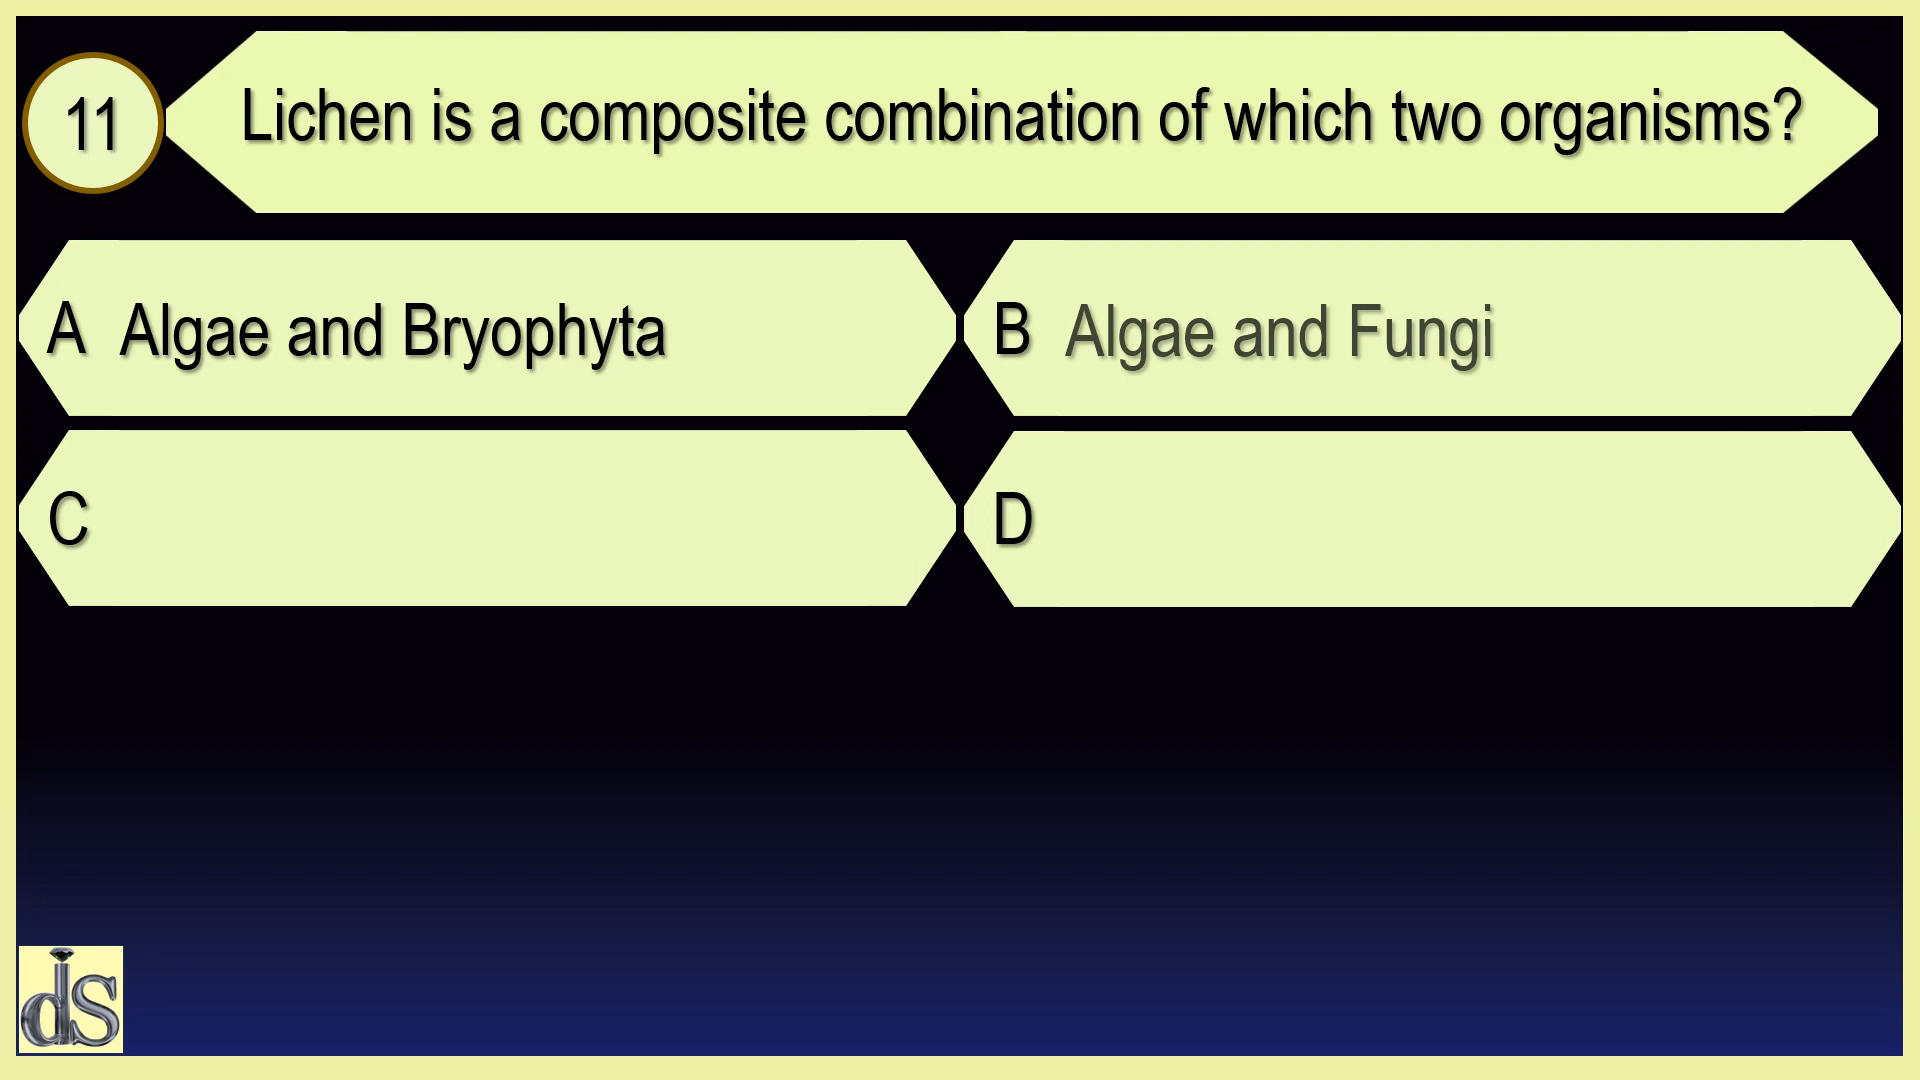 11
Lichen is a composite combination of which two organisms?
A Algae and Bryophyta
B Algae and Fungi
C
D
ds